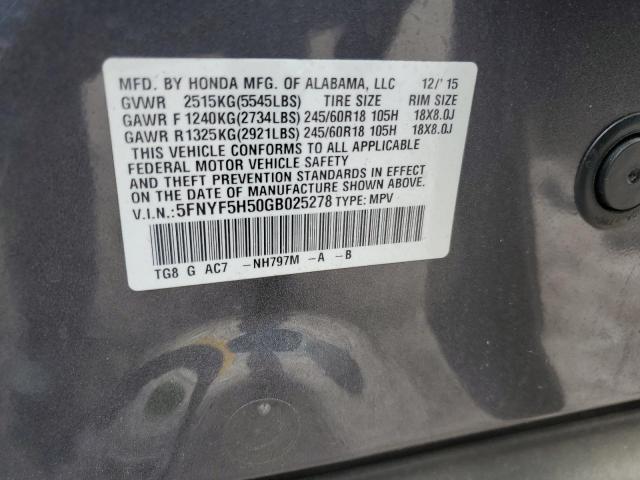 MFD. BY HONDA MFG. OF ALABAMA, LLC 12/'15
GVWR 2515KG(5545LBS) TIRE SIZE RIM SIZE
GAWR F 1240KG(2734LBS) 245/60R18 105H 18X8.0J
GAWR R 1325KG(2921LBS) 245/60R18 105H 18X8.0J
THIS VEHICLE CONFORMS TO ALL APPLICABLE
FEDERAL MOTOR VEHICLE SAFETY
AND THEFT PREVENTION STANDARDS IN EFFECT
ON THE DATE OF MANUFACTURE SHOWN ABOVE.
V.I.N.:5FNYF5H50GB025278 TYPE: MPV
TG8 G AC7 -NH797M -A -B